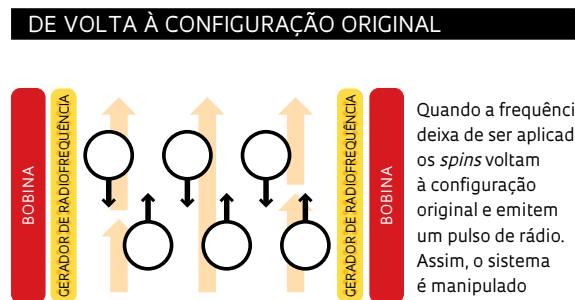 DE VOLTA À CONFIGURAÇÃO ORIGINAL
BOBINA
GERADOR DE RADIOFREQUÊNCIA
GERADOR DE RADIOFREQUÊNCIA
BOBINA
Quando a frequênci
deixa de ser aplicad
os spins voltam
à configuração
original e emitem
um pulso de rádio.
Assim, o sistema
é manipulado